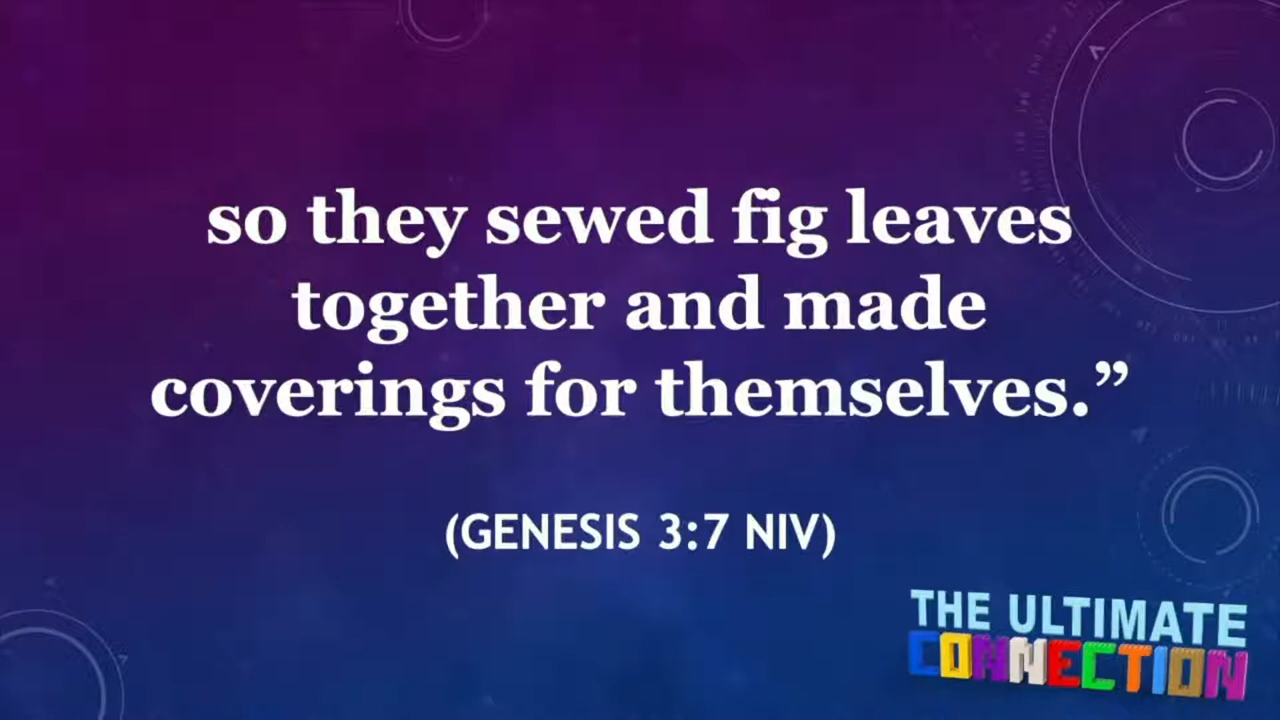 so they sewed fig leaves
together and made
coverings for themselves.”
(GENESIS 3:7 NIV)
THE ULTIMATE
CONNECTION